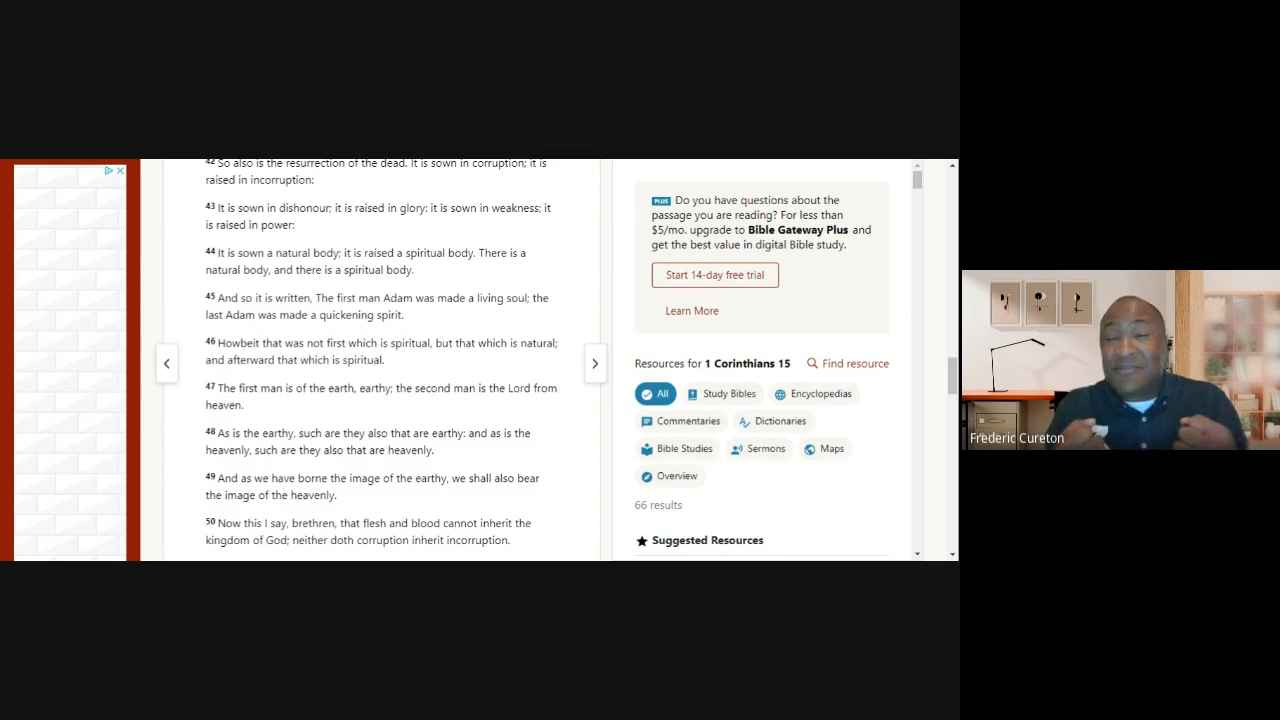 42 So also is the resurrection of the dead. It is sown in corruption; it is
raised in incorruption:
43 It is sown in dishonour; it is raised in glory: it is sown in weakness; it
is raised in power:
44 It is sown a natural body; it is raised a spiritual body. There is a
natural body, and there is a spiritual body.
45 And so it is written, The first man Adam was made a living soul; the
last Adam was made a quickening spirit.
46 Howbeit that was not first which is spiritual, but that which is natural;
and afterward that which is spiritual.
47 The first man is of the earth, earthy; the second man is the Lord from
heaven.
48 As is the earthy, such are they also that are earthy: and as is the
heavenly, such are they also that are heavenly.
49 And as we have borne the image of the earthy, we shall also bear
the image of the heavenly.
50 Now this I say, brethren, that flesh and blood cannot inherit the
kingdom of God; neither doth corruption inherit incorruption.
PLUS Do you have questions about the
passage you are reading? For less than
$5/mo. upgrade to Bible Gateway Plus and
get the best value in digital Bible study.
Start 14-day free trial
Learn More
Resources for 1 Corinthians 15 Find resource
All Study Bibles Encyclopedias
Commentaries Dictionaries
Bible Studies Sermons Maps
Overview
66 results
Suggested Resources
Frederic Cureton